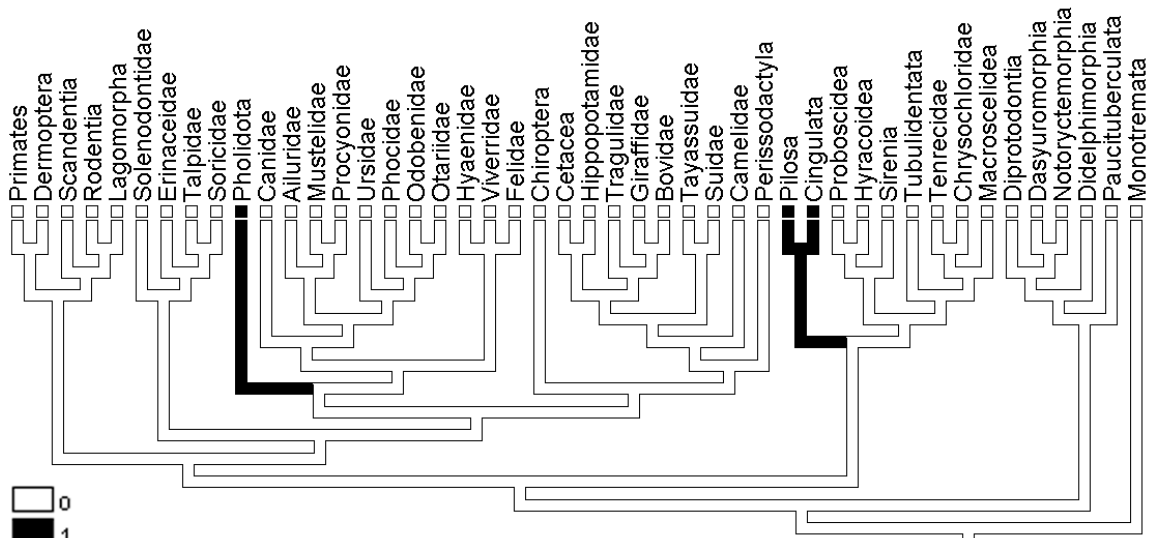 Primates
Dermoptera
Scandentia
Rodentia
Lagomorpha
Solenodontidae
Erinaceidae
Talpidae
Soricidae
Pholidota
Canidae
Ailuridae
Mustelidae
Procyonidae
Ursidae
Phocidae
Odobenidae
Otariidae
Hyaenidae
Viverridae
Felidae
Chiroptera
Cetacea
Hippopotamidae
Tragulidae
Giraffidae
Bovidae
Tayassuidae
Suidae
Camelidae
Perissodactyla
Pilosa
Cingulata
Proboscidea
Hyracoidea
Sirenia
Tubulidentata
Tenrecidae
Chrysochloridae
Macroscelidea
Diprotodontia
Dasyuromorphia
Notoryctemorphia
Didelphimorphia
Paucituberculata
Monotremata
0
1